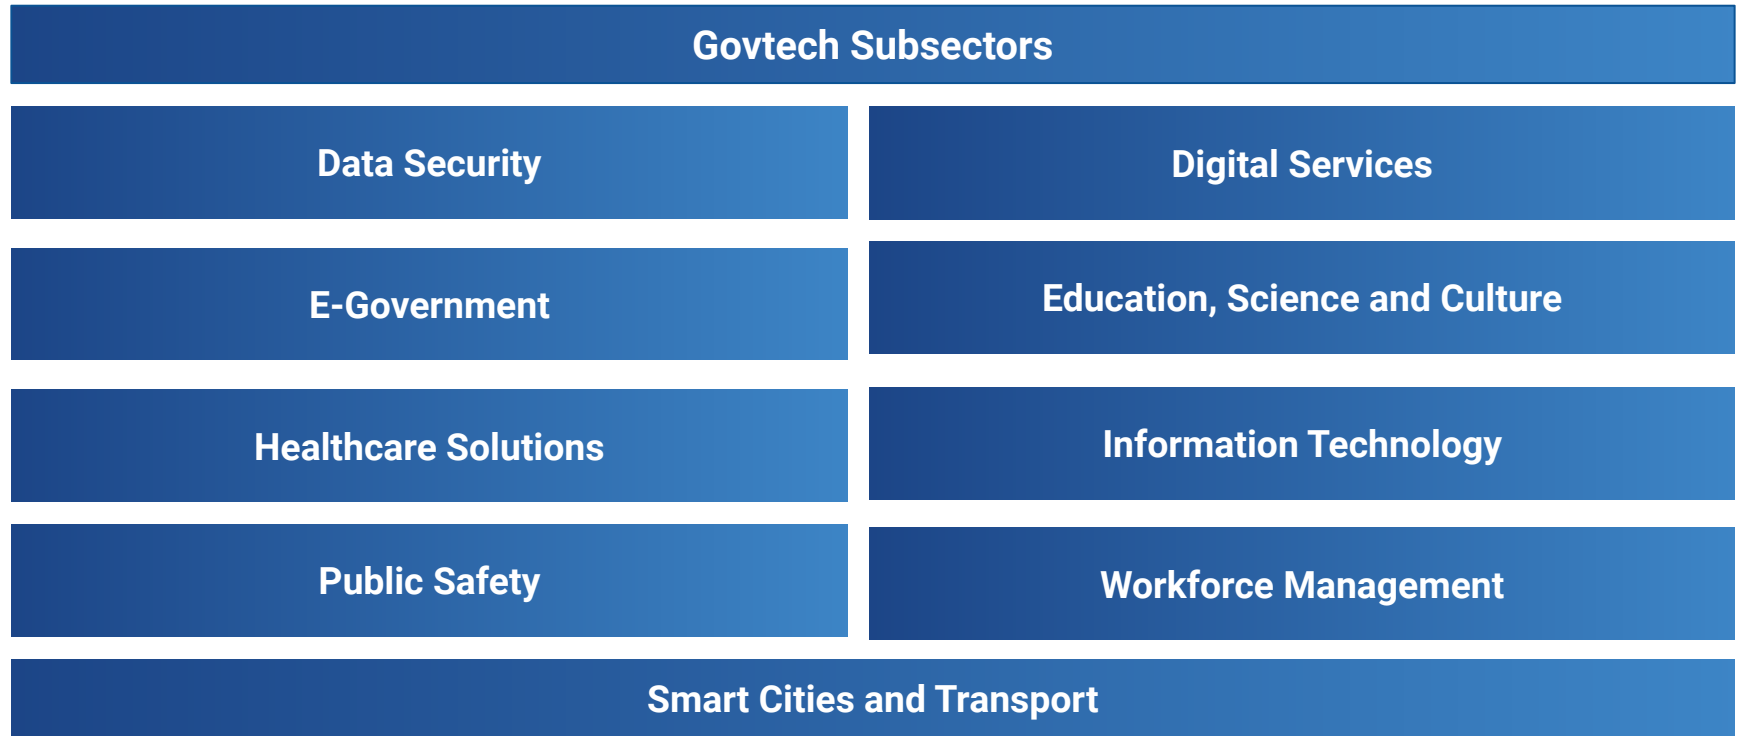 Govtech Subsectors
Data Security
Digital Services
E-Government
Education, Science and Culture
Healthcare Solutions
Information Technology
Public Safety
Workforce Management
Smart Cities and Transport